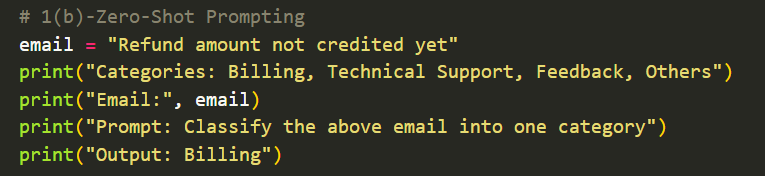 # 1(b)-Zero-Shot Prompting
email = "Refund amount not credited yet"
print("Categories: Billing, Technical Support, Feedback, Others")
print("Email:", email)
print("Prompt: Classify the above email into one category")
print("Output: Billing")